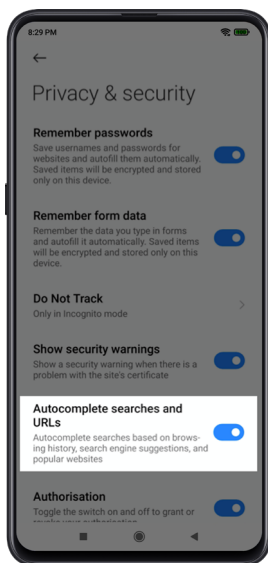 8:29 PM
Privacy & security
Remember passwords
Save usernames and passwords for
websites and autofill them automatically.
Saved items will be encrypted and stored
only on this device.
Remember form data
Remember the data you type in forms
and autofill it automatically. Saved items
will be encrypted and stored only on this
device.
Do Not Track
Only in Incognito mode
Show security warnings
Show a security warning when there is a
problem with the site's certificate
Autocomplete searches and
URLs
Autocomplete searches based on brows-
ing history, search engine suggestions, and
popular websites
Authorisation
Toggle the switch on and off to grant or
revoke your authorisation